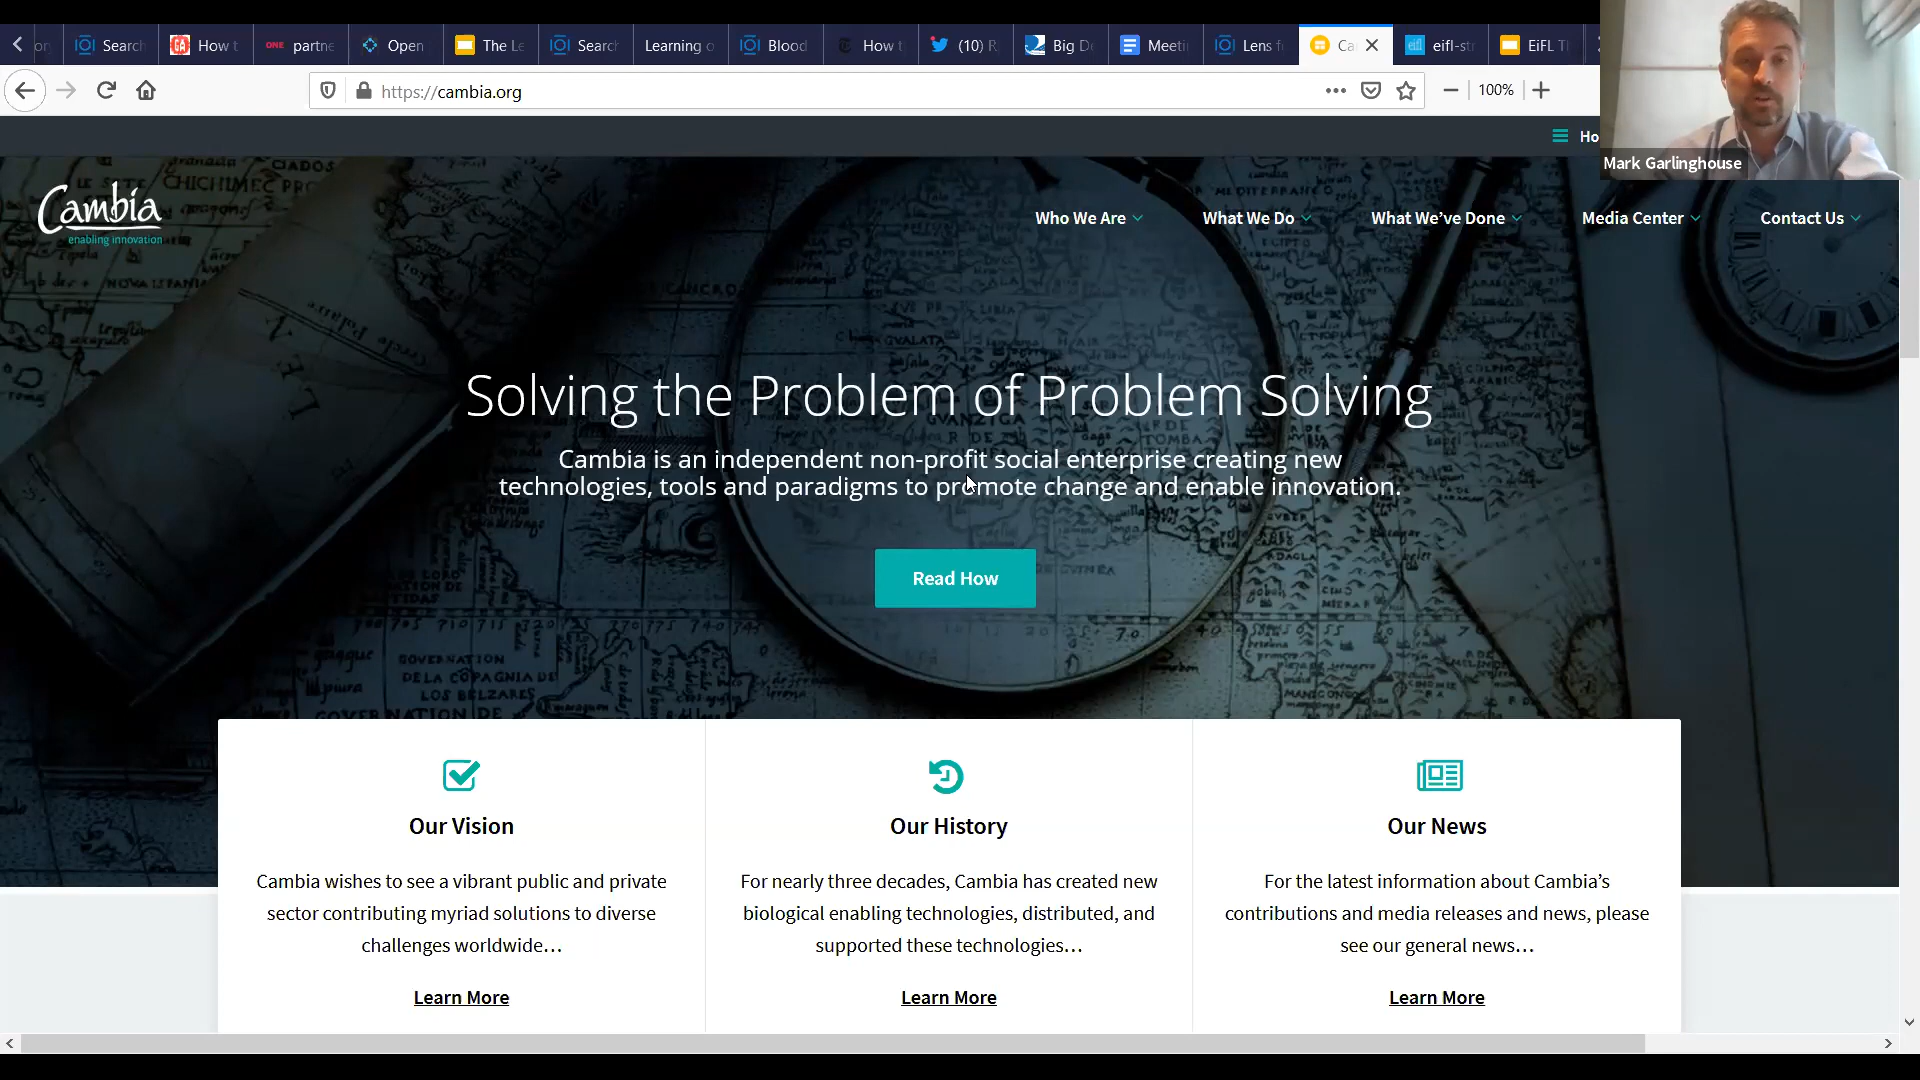 Search
How t
ONE partne
Open
The Le
Search
Learning o
Blood
How t
(10) R
Big D
Meeti
Lens f
Ca
eifl-str
EiFL T
https://cambia.org
100%
Ho
Mark Garlinghouse
Cambia
enabling innovation
Who We Are
What We Do
What We've Done
Media Center
Contact Us
Solving the Problem of Problem Solving
Cambia is an independent non-profit social enterprise creating new
technologies, tools and paradigms to promote change and enable innovation.
Read How
Our Vision
Cambia wishes to see a vibrant public and private
sector contributing myriad solutions to diverse
challenges worldwide…
Learn More
Our History
For nearly three decades, Cambia has created new
biological enabling technologies, distributed, and
supported these technologies…
Learn More
Our News
For the latest information about Cambia's
contributions and media releases and news, please
see our general news…
Learn More